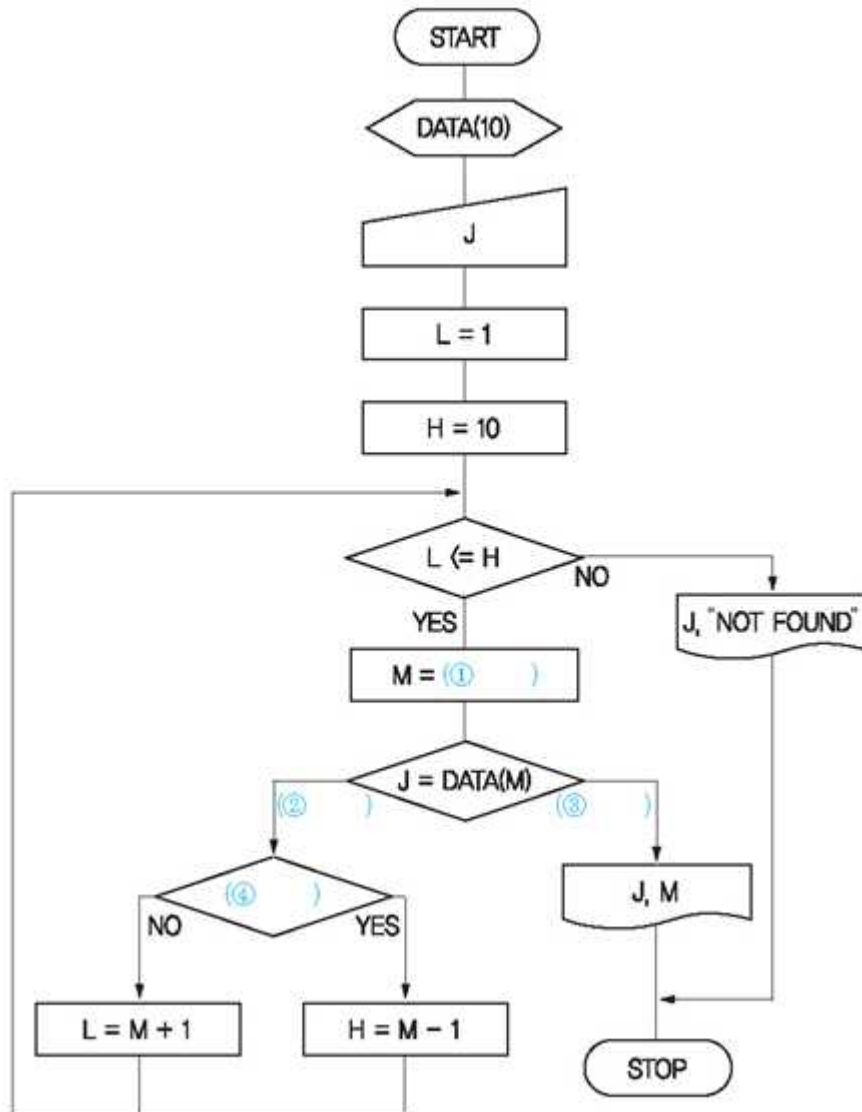 START
DATA(10)
J
L = 1
H = 10
L <= H
NO
YES
J, "NOT FOUND"
M = (①        )
J = DATA(M)
(②        )
(③        )
(④        )
NO
YES
J, M
L = M + 1
H = M - 1
STOP